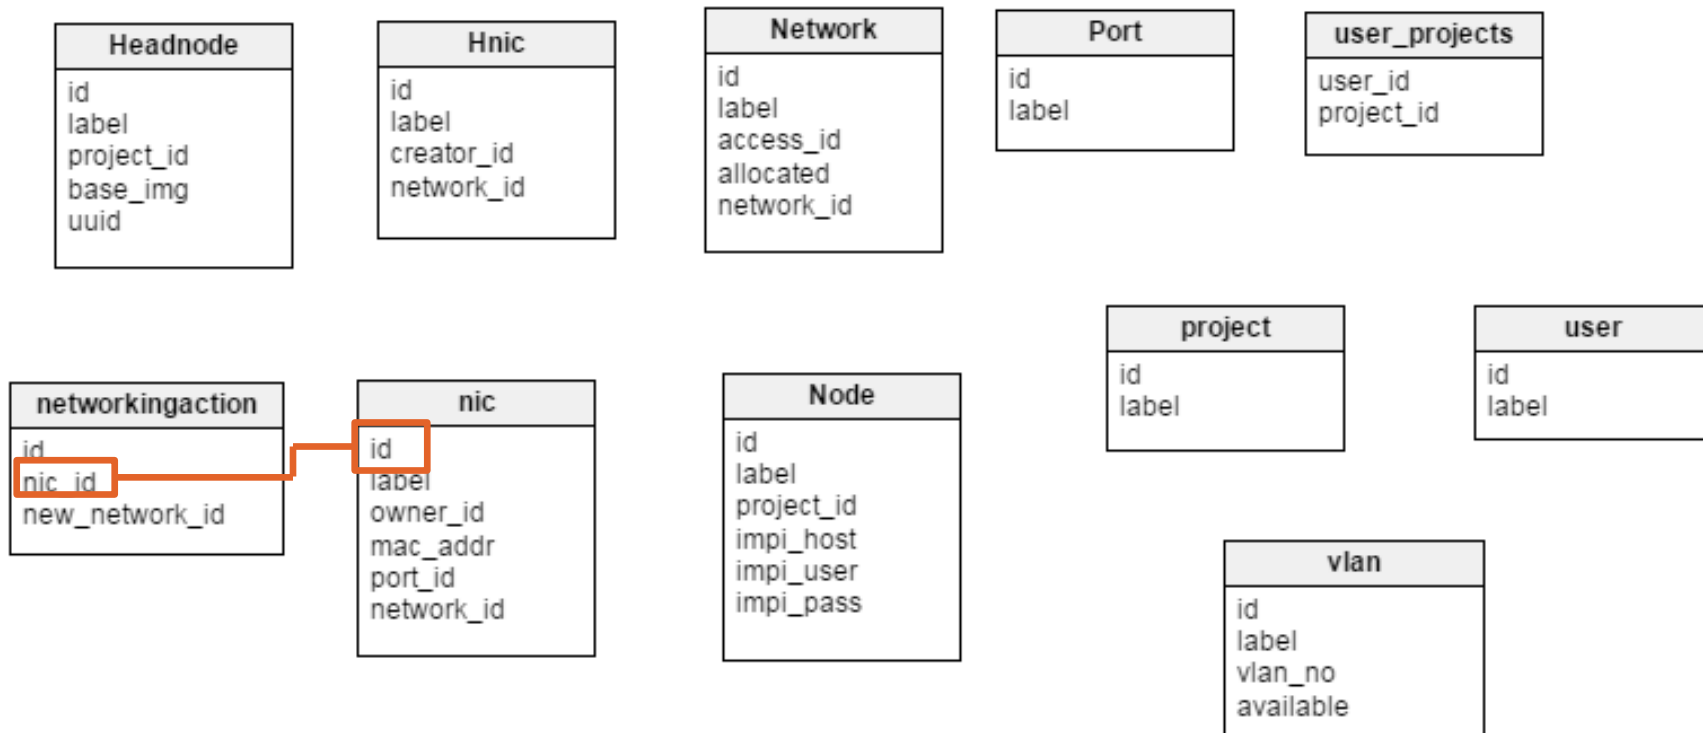 Headnode
id
label
project_id
base_img
uuid
Hnic
id
label
creator_id
network_id
Network
id
label
access_id
allocated
network_id
Port
id
label
user_projects
user_id
project_id
networkingaction
id
nic_id
new_network_id
nic
id
label
owner_id
mac_addr
port_id
network_id
Node
id
label
project_id
impi_host
impi_user
impi_pass
project
id
label
user
id
label
vlan
id
label
vlan_no
available